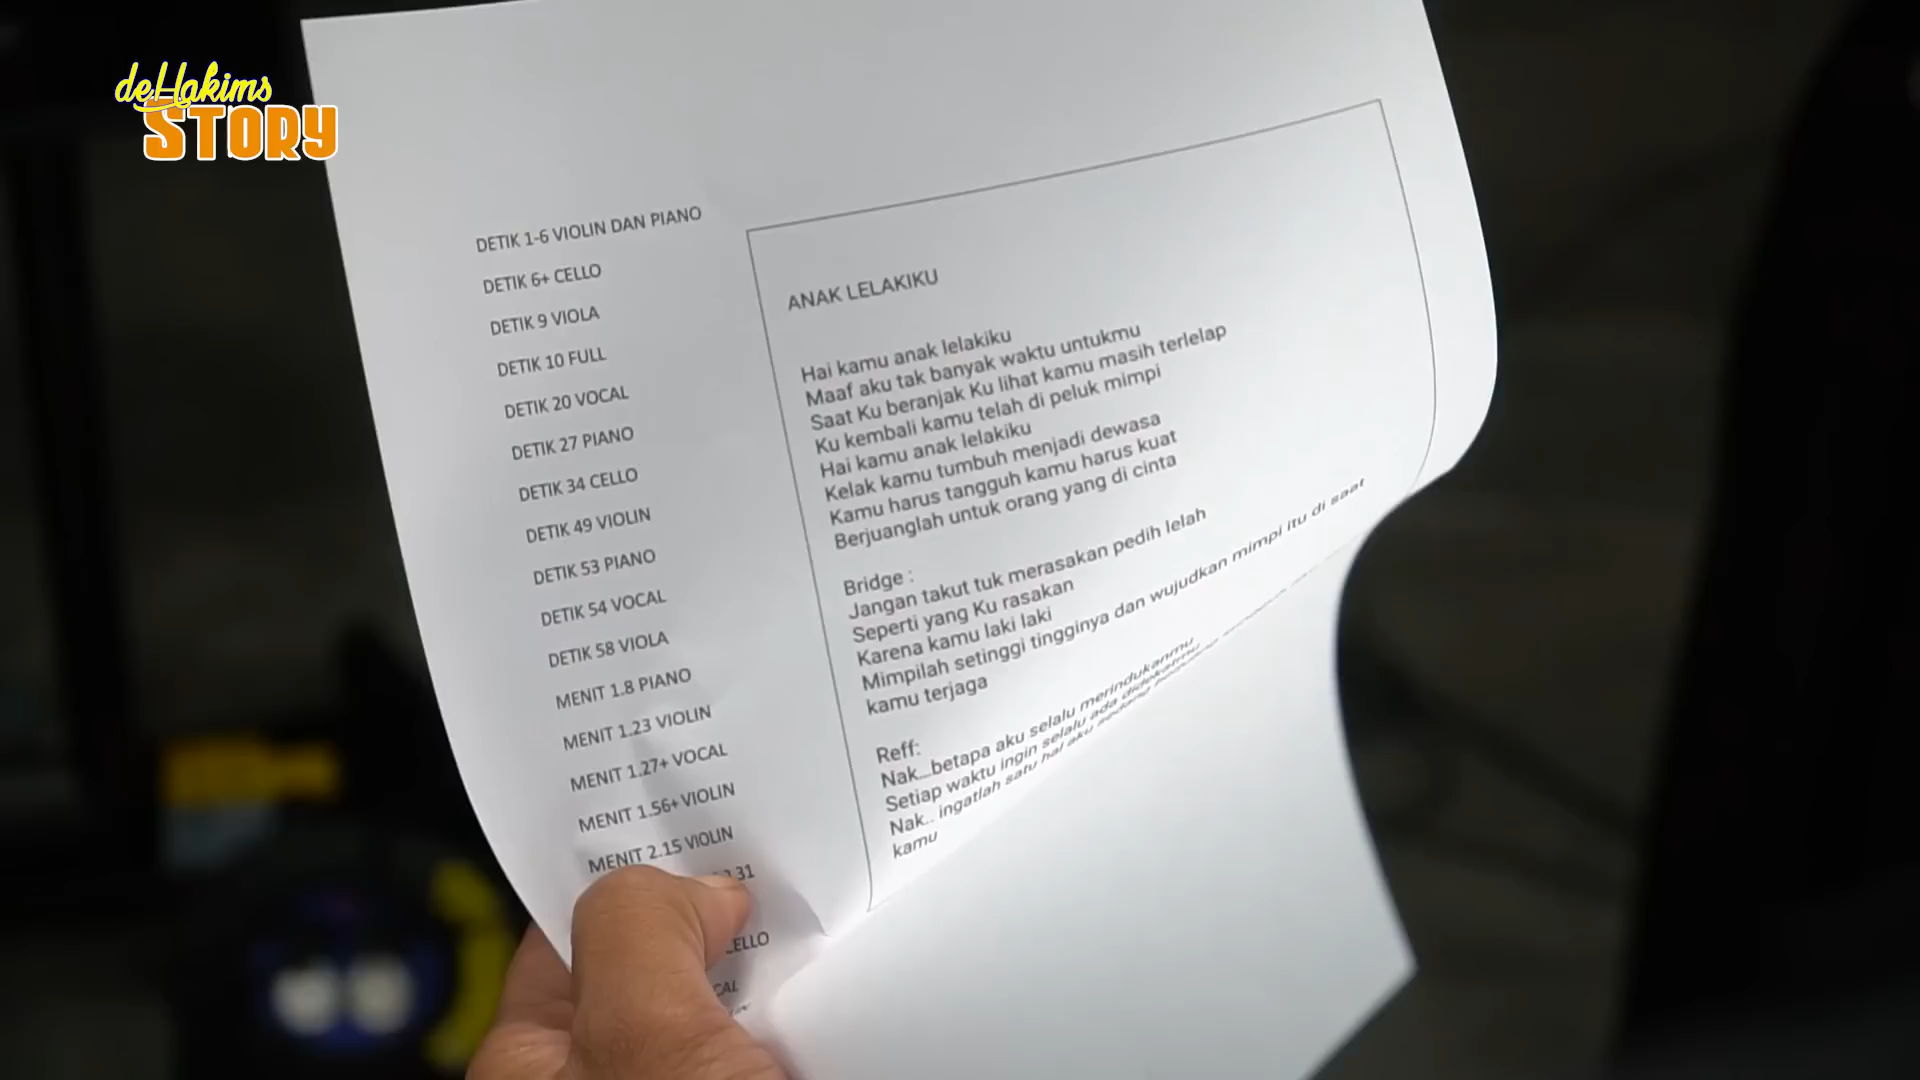 deHakims
STORY
DETIK 1-6 VIOLIN DAN PIANO
DETIK 6+ CELLO
DETIK 9 VIOLA
DETIK 10 FULL
DETIK 20 VOCAL
DETIK 27 PIANO
DETIK 34 CELLO
DETIK 49 VIOLIN
DETIK 53 PIANO
DETIK 54 VOCAL
DETIK 58 VIOLA
MENIT 1.8 PIANO
MENIT 1.23 VIOLIN
MENIT 1.27+ VOCAL
MENIT 1.56+ VIOLIN
MENIT 2.15 VIOLIN
31
ANAK LELAKIKU
Hai kamu anak lelakiku
Maaf aku tak banyak waktu untukmu
Saat Ku beranjak Ku lihat kamu masih terlelap
Ku kembali kamu telah di peluk mimpi
Hai kamu anak lelakiku
Kelak kamu tumbuh menjadi dewasa
Kamu harus tangguh kamu harus kuat
Berjuanglah untuk orang yang di cinta
Bridge :
Jangan takut tuk merasakan pedih lelah
Seperti yang Ku rasakan
Karena kamu laki laki
Mimpilah setinggi tingginya dan wujudkan mimpi itu di saat
kamu terjaga
Reff:
Nak...betapa aku selalu merindukanmu
Setiap waktu ingin selalu ada didekatmu
Nak.. ingatlah satu hal aku sedang
kamu